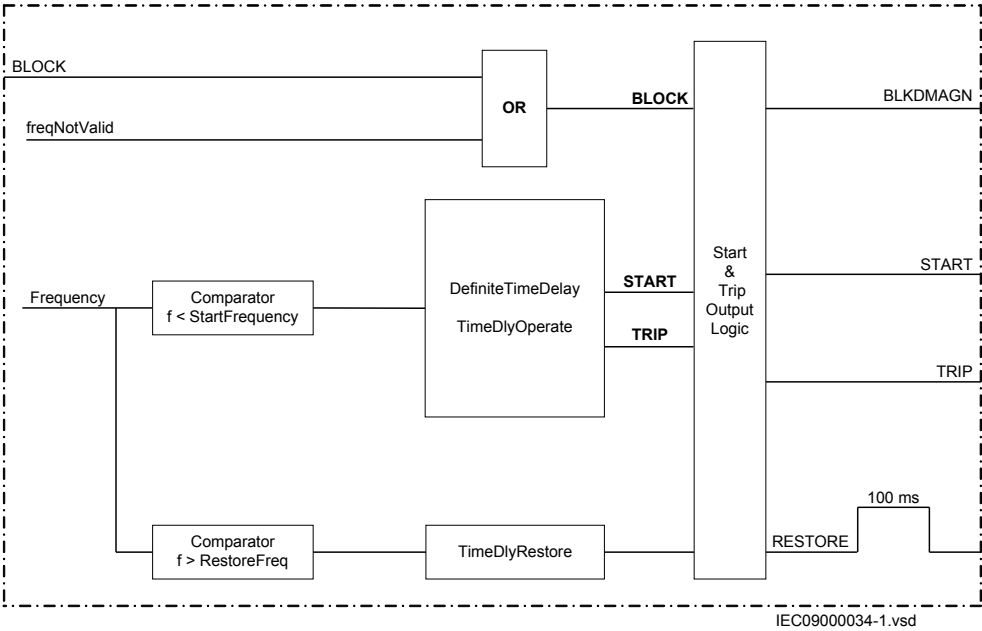 BLOCK
freqNotValid
OR
BLOCK
BLKDMAGN
Frequency
Comparator
f < StartFrequency
DefiniteTimeDelay
TimeDlyOperate
START
TRIP
Start
&
Trip
Output
Logic
START
TRIP
Comparator
f > RestoreFreq
TimeDlyRestore
RESTORE
100 ms
IEC09000034-1.vsd